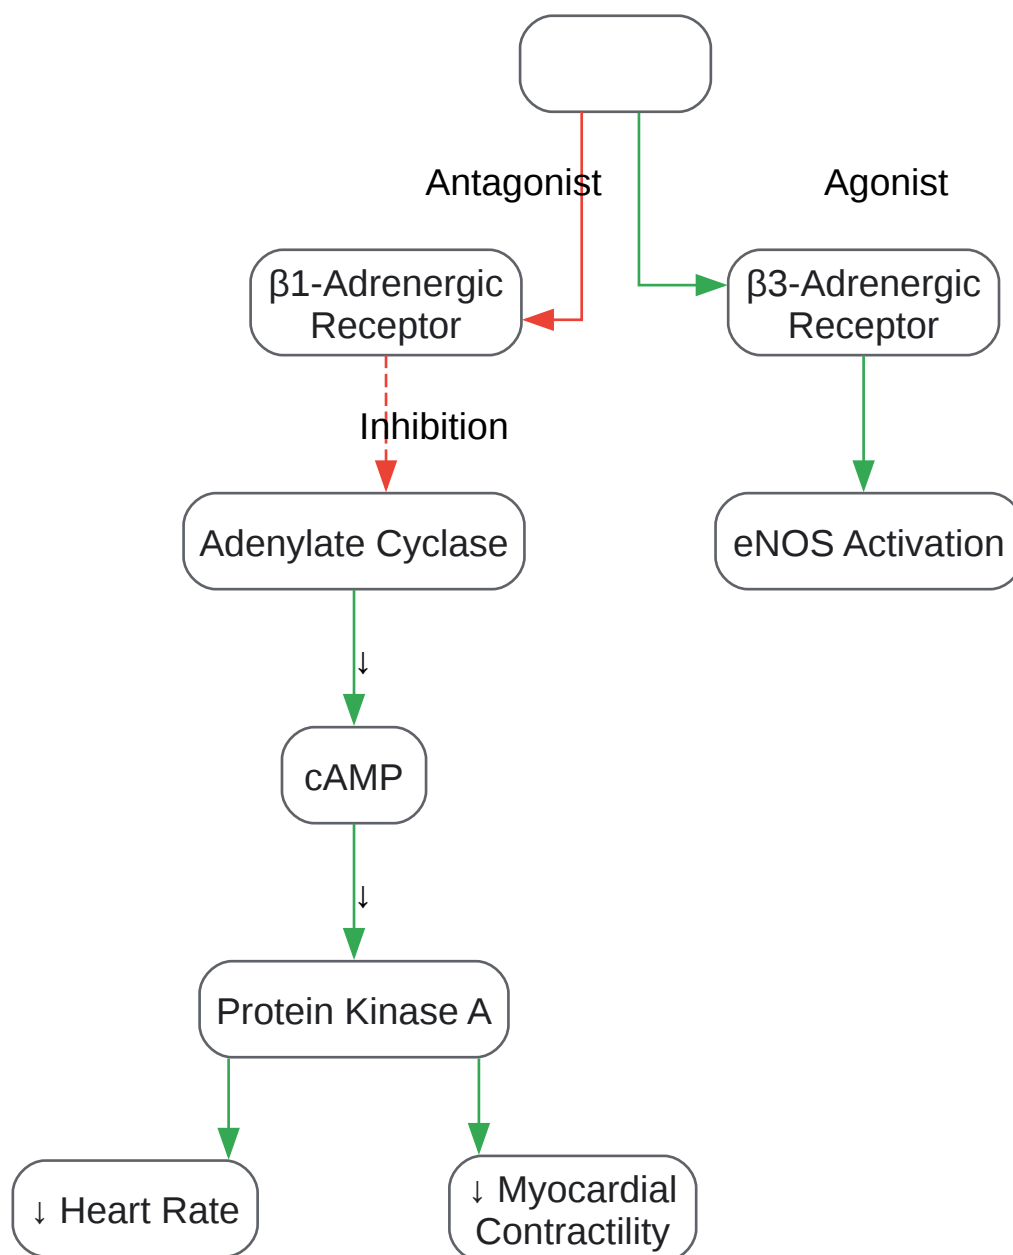 Antagonist
Agonist
β1-Adrenergic
Receptor
β3-Adrenergic
Receptor
Inhibition
Adenylate Cyclase
eNOS Activation
↓
cAMP
↓
Protein Kinase A
↓ Heart Rate
↓ Myocardial
Contractility